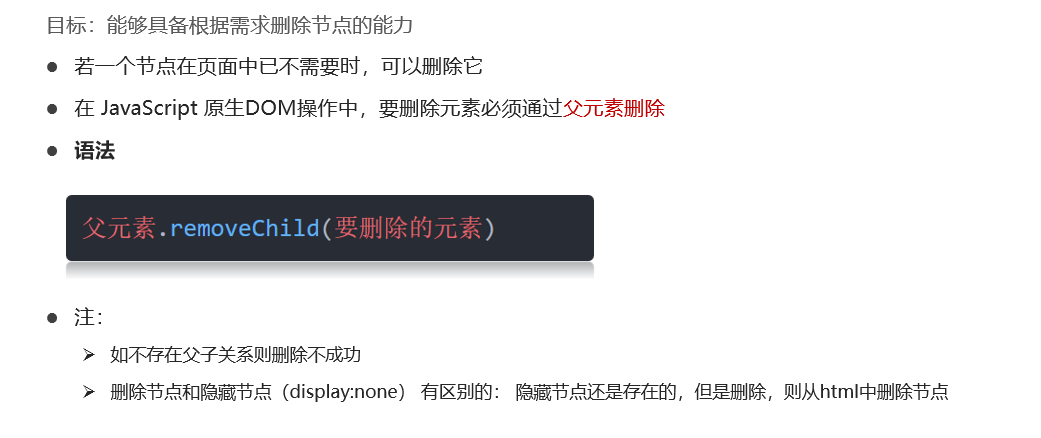 目标：能够具备根据需求删除节点的能力
● 若一个节点在页面中已不需要时，可以删除它
● 在 JavaScript 原生DOM操作中，要删除元素必须通过父元素删除
● 语法
父元素.removeChild(要删除的元素)
● 注：
➢ 如不存在父子关系则删除不成功
➢ 删除节点和隐藏节点（display:none） 有区别的： 隐藏节点还是存在的，但是删除，则从html中删除节点